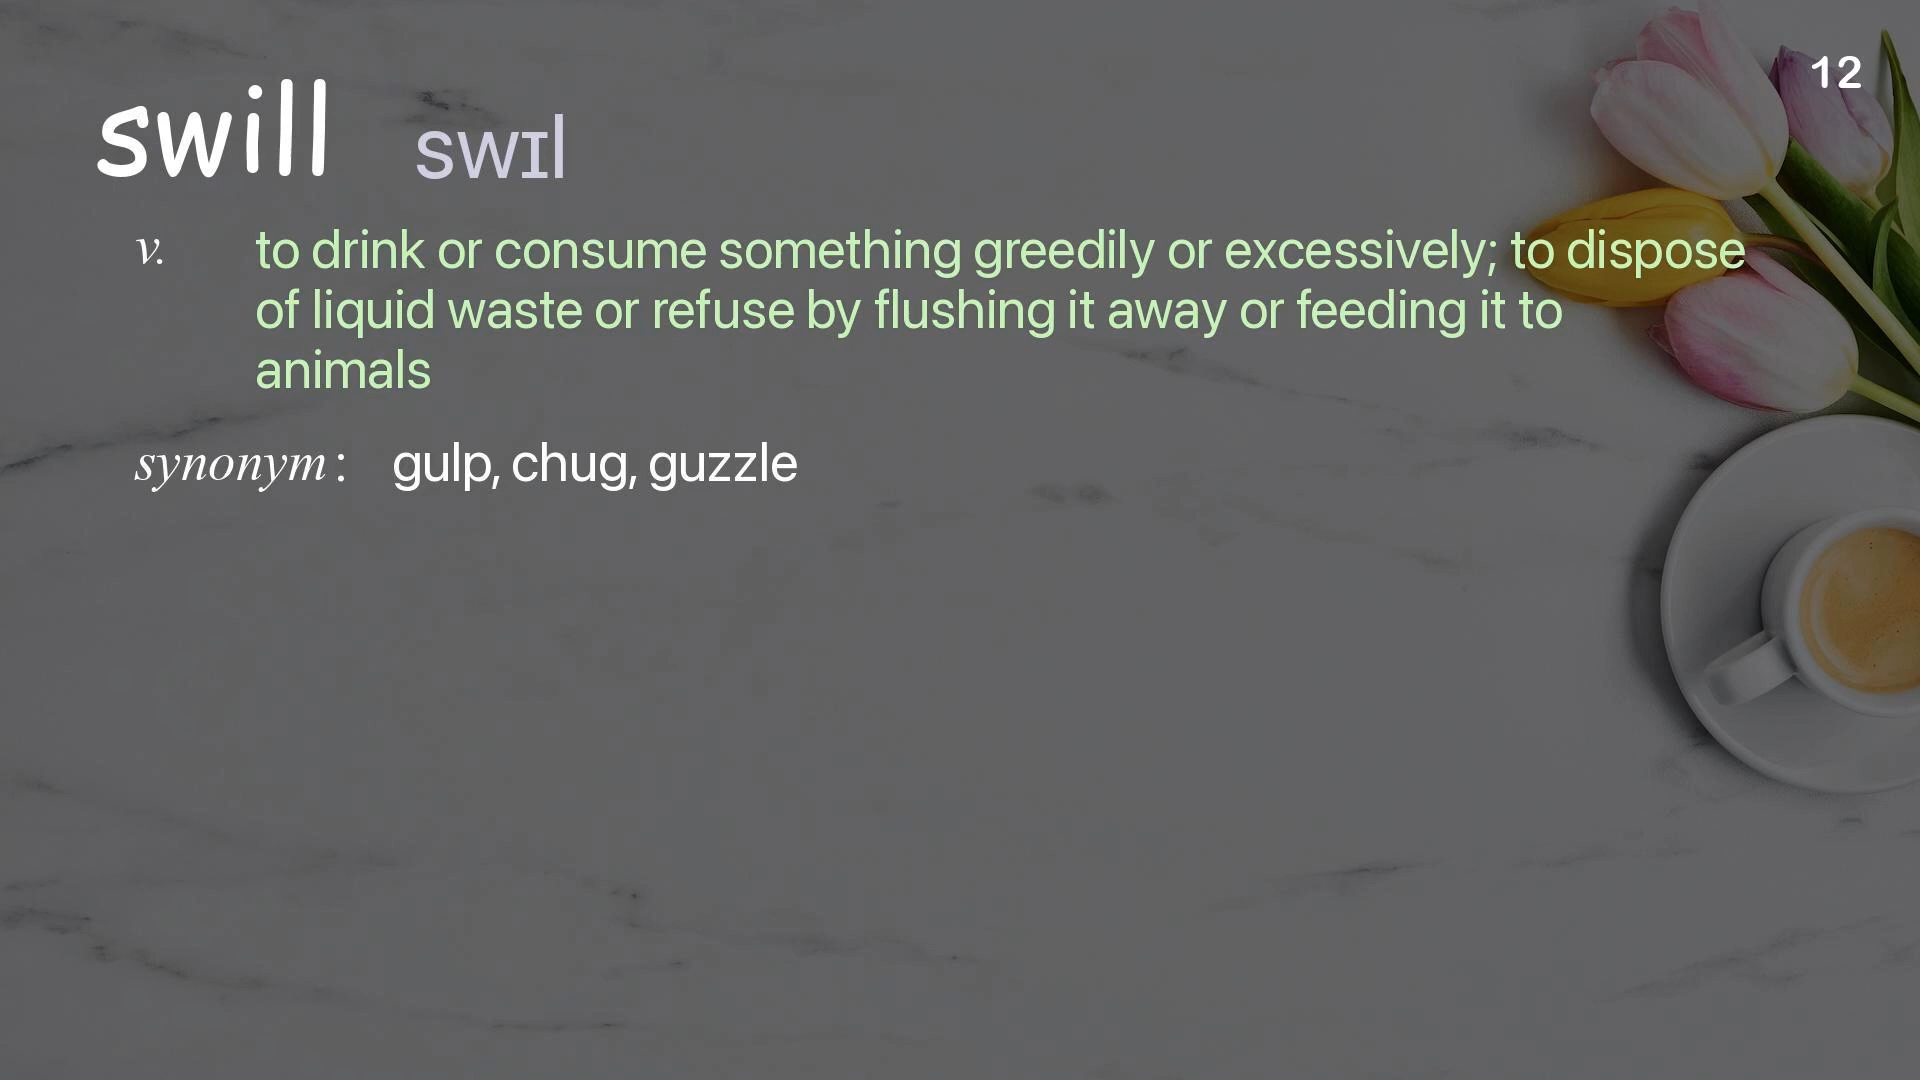 12
swill swɪl
v. to drink or consume something greedily or excessively; to dispose
of liquid waste or refuse by flushing it away or feeding it to
animals
synonym : gulp, chug, guzzle